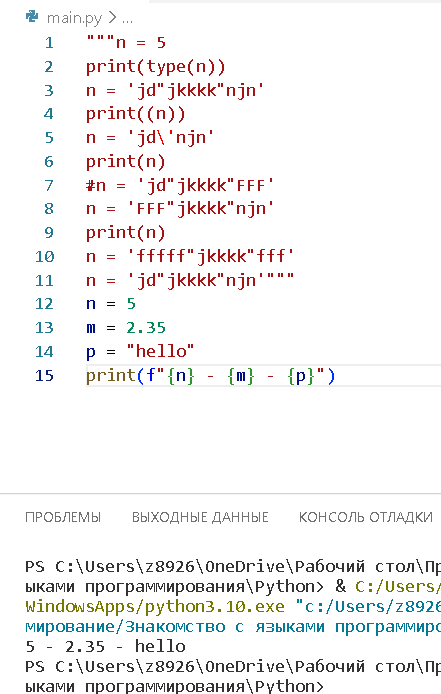 main.py > ...
1 """n = 5
2 print(type(n))
3 n = 'jd"jkkkk"njn'
4 print((n))
5 n = 'jd\'njn'
6 print(n)
7 #n = 'jd"jkkkk"FFF'
8 n = 'FFF"jkkkk"njn'
9 print(n)
10 n = 'fffff"jkkkk"fff'
11 n = 'jd"jkkkk"njn'"""
12 n = 5
13 m = 2.35
14 p = "hello"
15 print(f"{n} - {m} - {p}")
ПРОБЛЕМЫ ВЫХОДНЫЕ ДАННЫЕ КОНСОЛЬ ОТЛАДКИ
PS C:\Users\z8926\OneDrive\Рабочий стол\Пр
ыками программирования\Python> & C:/Users/
WindowsApps/python3.10.exe "c:/Users/z8926
мирование/Знакомство с языками программиро
5 - 2.35 - hello
PS C:\Users\z8926\OneDrive\Рабочий стол\Пр
ыками программирования\Python>